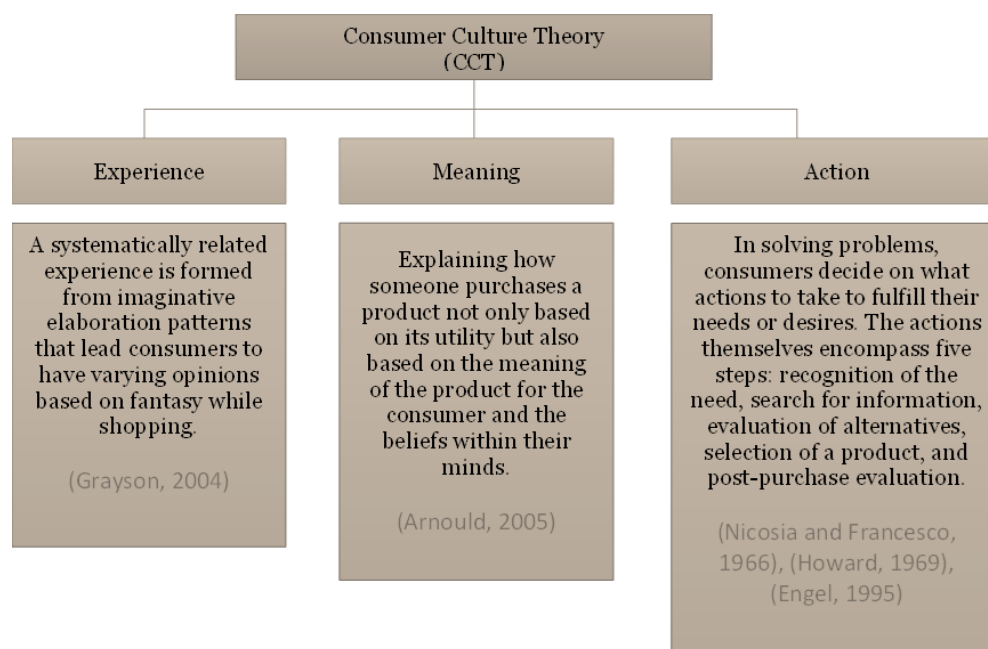 Consumer Culture Theory
(CCT)
Experience
Meaning
Action
A systematically related
experience is formed
from imaginative
elaboration patterns
that lead consumers to
have varying opinions
based on fantasy while
shopping.
(Grayson, 2004)
Explaining how
someone purchases a
product not only based
on its utility but also
based on the meaning
of the product for the
consumer and the
beliefs within their
minds.
(Arnould, 2005)
In solving problems,
consumers decide on what
actions to take to fulfill their
needs or desires. The actions
themselves encompass five
steps: recognition of the
need, search for information,
evaluation of alternatives,
selection of a product, and
post-purchase evaluation.
(Nicosia and Francesco,
1966), (Howard, 1969),
(Engel, 1995)